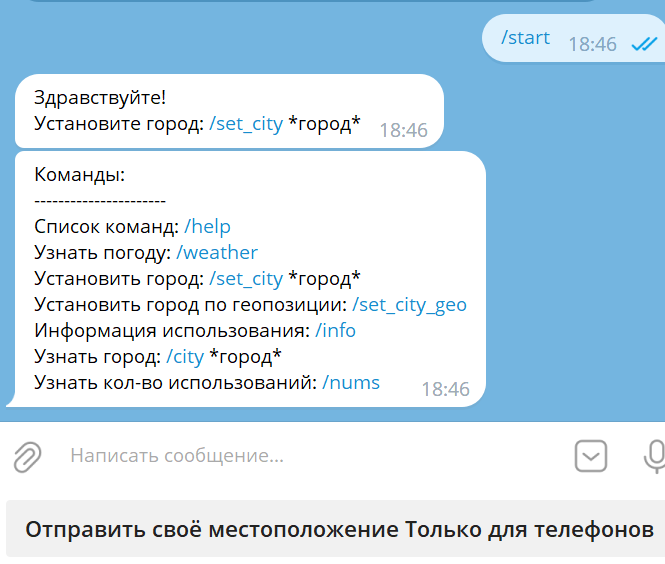 /start 18:46
Здравствуйте!
Установите город: /set_city *город* 18:46
Команды:
----------------------
Список команд: /help
Узнать погоду: /weather
Установить город: /set_city *город*
Установить город по геопозиции: /set_city_geo
Информация использования: /info
Узнать город: /city *город*
Узнать кол-во использований: /nums 18:46
Написать сообщение...
Отправить своё местоположение Только для телефонов